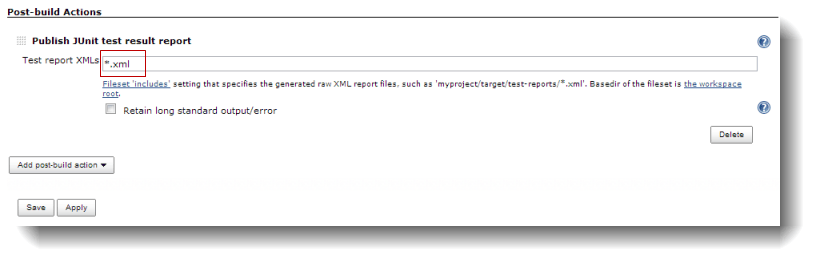 Post-build Actions
Publish JUnit test result report
Test report XMLs *.xml
Fileset 'includes' setting that specifies the generated raw XML report files, such as 'myproject/target/test-reports/*.xml'. Basedir of the fileset is the workspace
root.
Retain long standard output/error
Delete
Add post-build action
Save Apply